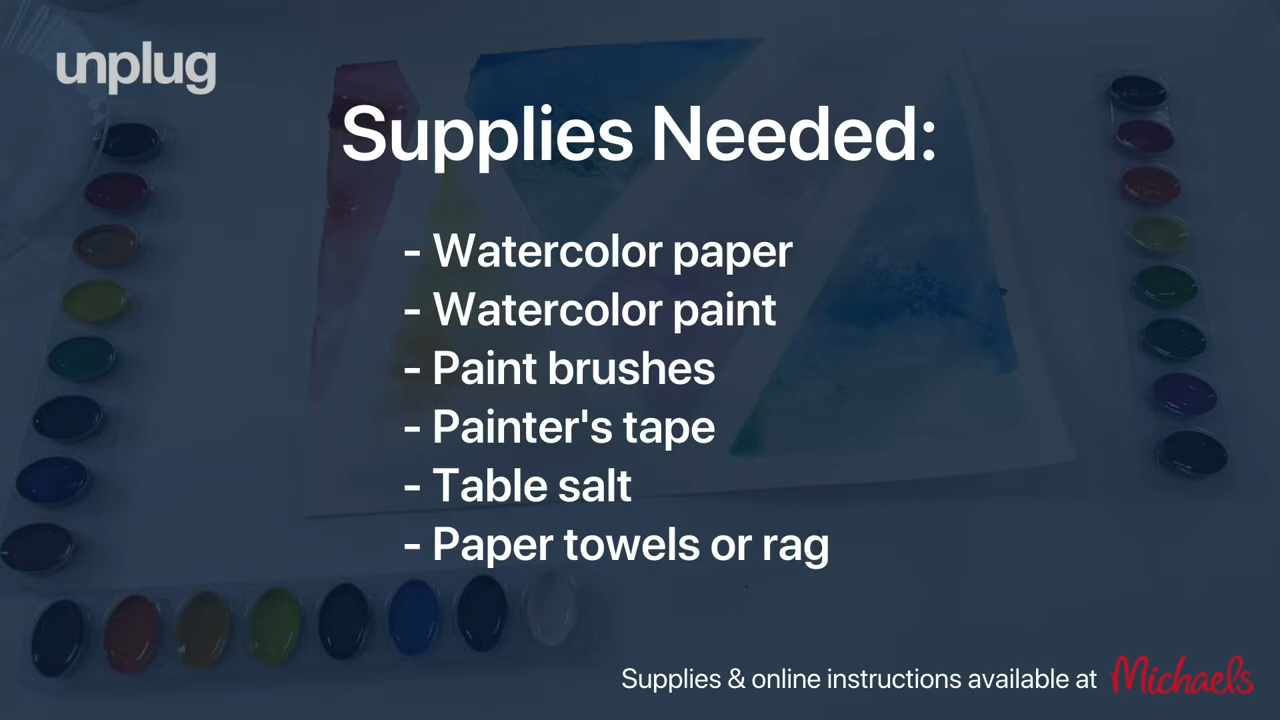 unplug
Supplies Needed:
- Watercolor paper
- Watercolor paint
- Paint brushes
- Painter's tape
- Table salt
- Paper towels or rag
Supplies & online instructions available at Michaels